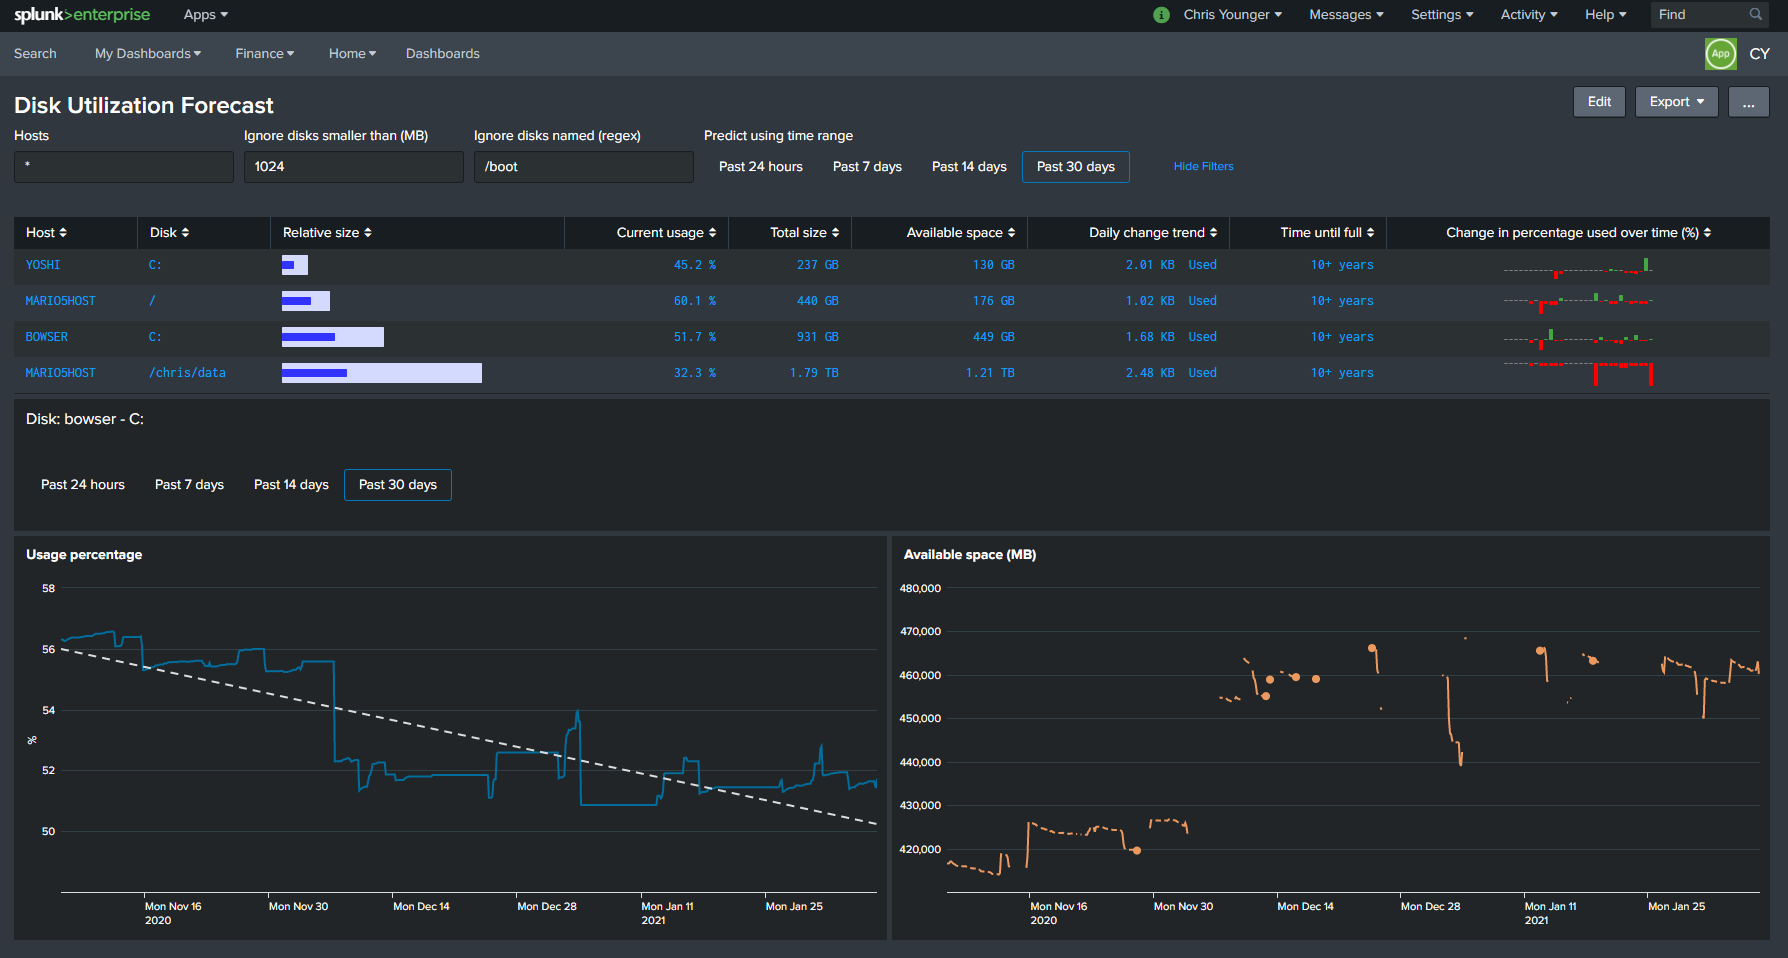 splunk>enterprise Apps Chris Younger Messages Settings Activity Help Find
Search My Dashboards Finance Home Dashboards App CY
Disk Utilization Forecast Edit Export ...
Hosts Ignore disks smaller than (MB) Ignore disks named (regex) Predict using time range
* 1024 /boot Past 24 hours Past 7 days Past 14 days Past 30 days Hide Filters
Host Disk Relative size Current usage Total size Available space Daily change trend Time until full Change in percentage used over time (%)
YOSHI C: 45.2 % 237 GB 130 GB 2.01 KB Used 10+ years
MARIO5HOST / 60.1 % 440 GB 176 GB 1.02 KB Used 10+ years
BOWSER C: 51.7 % 931 GB 449 GB 1.68 KB Used 10+ years
MARIO5HOST /chris/data 32.3 % 1.79 TB 1.21 TB 2.48 KB Used 10+ years
Disk: bowser - C:
Past 24 hours Past 7 days Past 14 days Past 30 days
Usage percentage
58
56
54
%
52
50
Mon Nov 16 Mon Nov 30 Mon Dec 14 Mon Dec 28 Mon Jan 11 Mon Jan 25
2020 2021
Available space (MB)
480,000
470,000
460,000
450,000
440,000
430,000
420,000
Mon Nov 16 Mon Nov 30 Mon Dec 14 Mon Dec 28 Mon Jan 11 Mon Jan 25
2020 2021